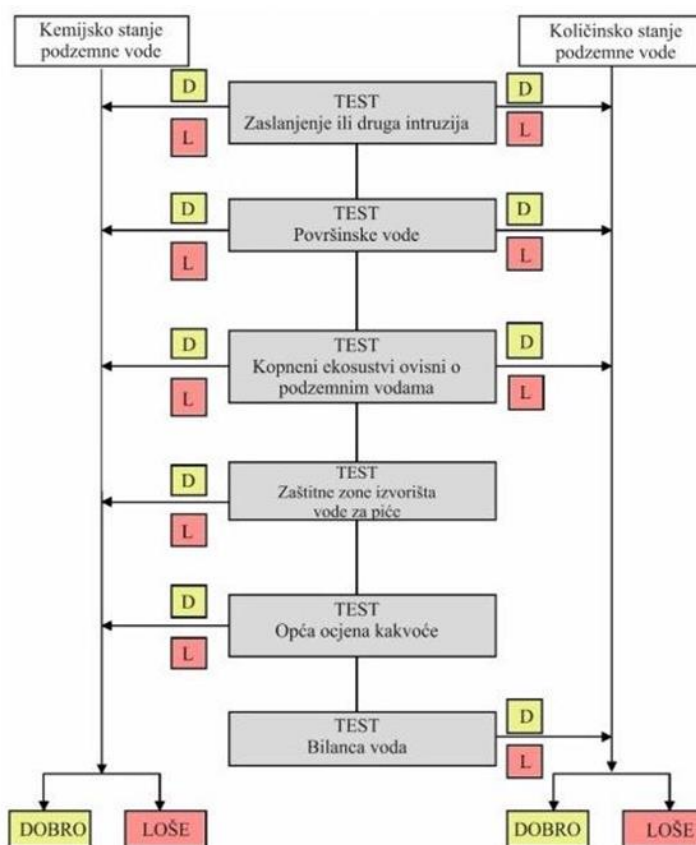 Kemijsko stanje
podzemne vode
Količinsko stanje
podzemne vode
D
L
TEST
Zaslanjenje ili druga intruzija
D
L
D
L
TEST
Površinske vode
D
L
D
L
TEST
Kopneni ekosustvi ovisni o
podzemnim vodama
D
L
D
L
TEST
Zaštitne zone izvorišta
vode za piće
D
L
TEST
Opća ocjena kakvoće
TEST
Bilanca voda
D
L
DOBRO
LOŠE
DOBRO
LOŠE